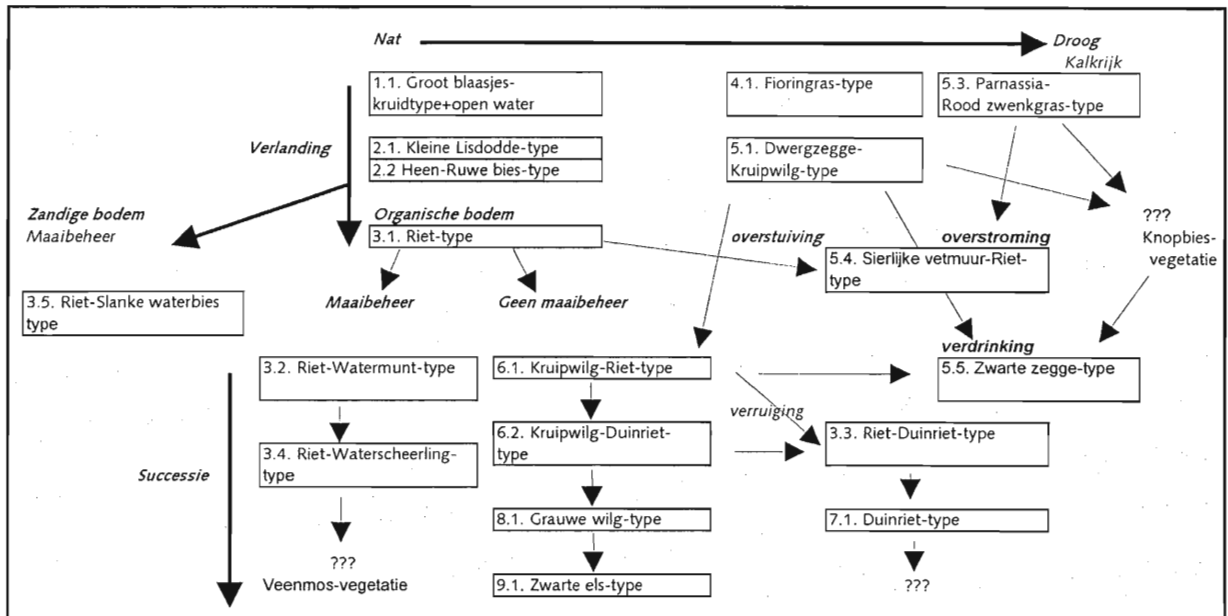 Nat
Droog
Kalkrijk
1.1. Groot blaasjes-
kruidtype+open water
4.1. Fioringras-type
5.3. Parnassia-
Rood zwenkgras-type
Verlanding
2.1. Kleine Lisdodde-type
2.2 Heen-Ruwe bies-type
5.1. Dwergzegge-
Kruipwilg-type
Zandige bodem
Maaibeheer
Organische bodem
3.1. Riet-type
overstuiving
overstroming
???
Knopbies-
vegetatie
5.4. Sierlijke vetmuur-Riet-
type
3.5. Riet-Slanke waterbies
type
Maaibeheer
Geen maaibeheer
verdrinking
3.2. Riet-Watermunt-type
6.1. Kruipwilg-Riet-type
5.5. Zwarte zegge-type
verruiging
3.4. Riet-Waterscheerling-
type
6.2. Kruipwilg-Duinriet-
type
3.3. Riet-Duinriet-type
Successie
8.1. Grauwe wilg-type
7.1. Duinriet-type
???
Veenmos-vegetatie
9.1. Zwarte els-type
???